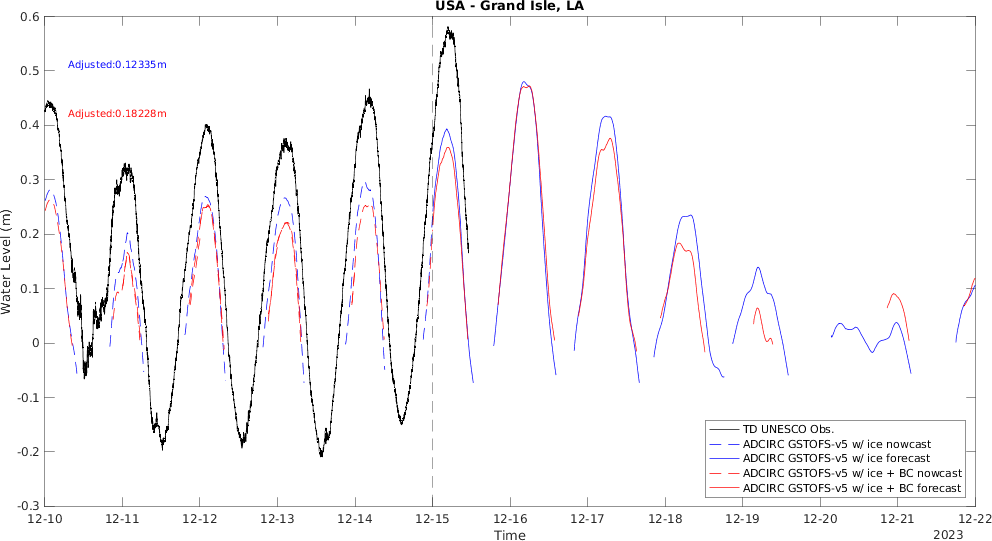 USA - Grand Isle, LA
0.6
0.5
0.4
0.3
0.2
0.1
0
-0.1
-0.2
-0.3
Water Level (m)
Adjusted:0.12335m
Adjusted:0.18228m
TD UNESCO Obs.
ADCIRC GSTOFS-v5 w/ ice nowcast
ADCIRC GSTOFS-v5 w/ ice forecast
ADCIRC GSTOFS-v5 w/ ice + BC nowcast
ADCIRC GSTOFS-v5 w/ ice + BC forecast
12-10 12-11 12-12 12-13 12-14 12-15 12-16 12-17 12-18 12-19 12-20 12-21 12-22
Time
2023